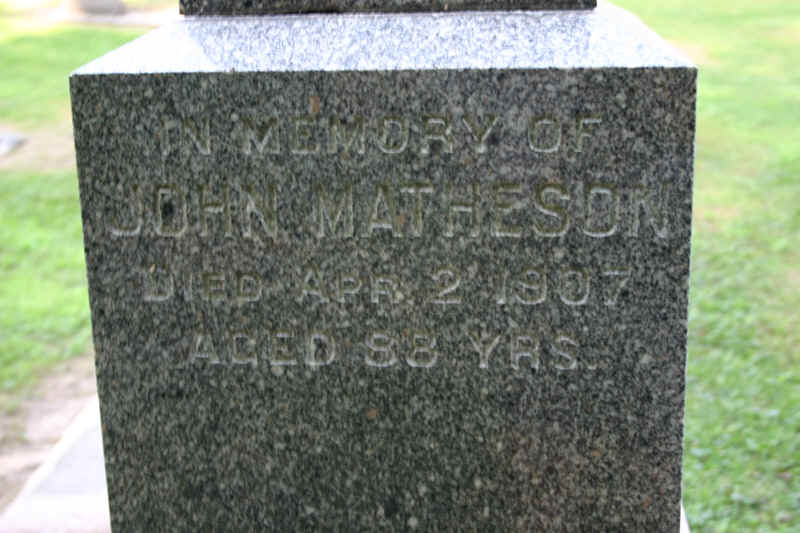 IN MEMORY OF
JOHN MATHESON
DIED APR. 2 1907
AGED 88 YRS.